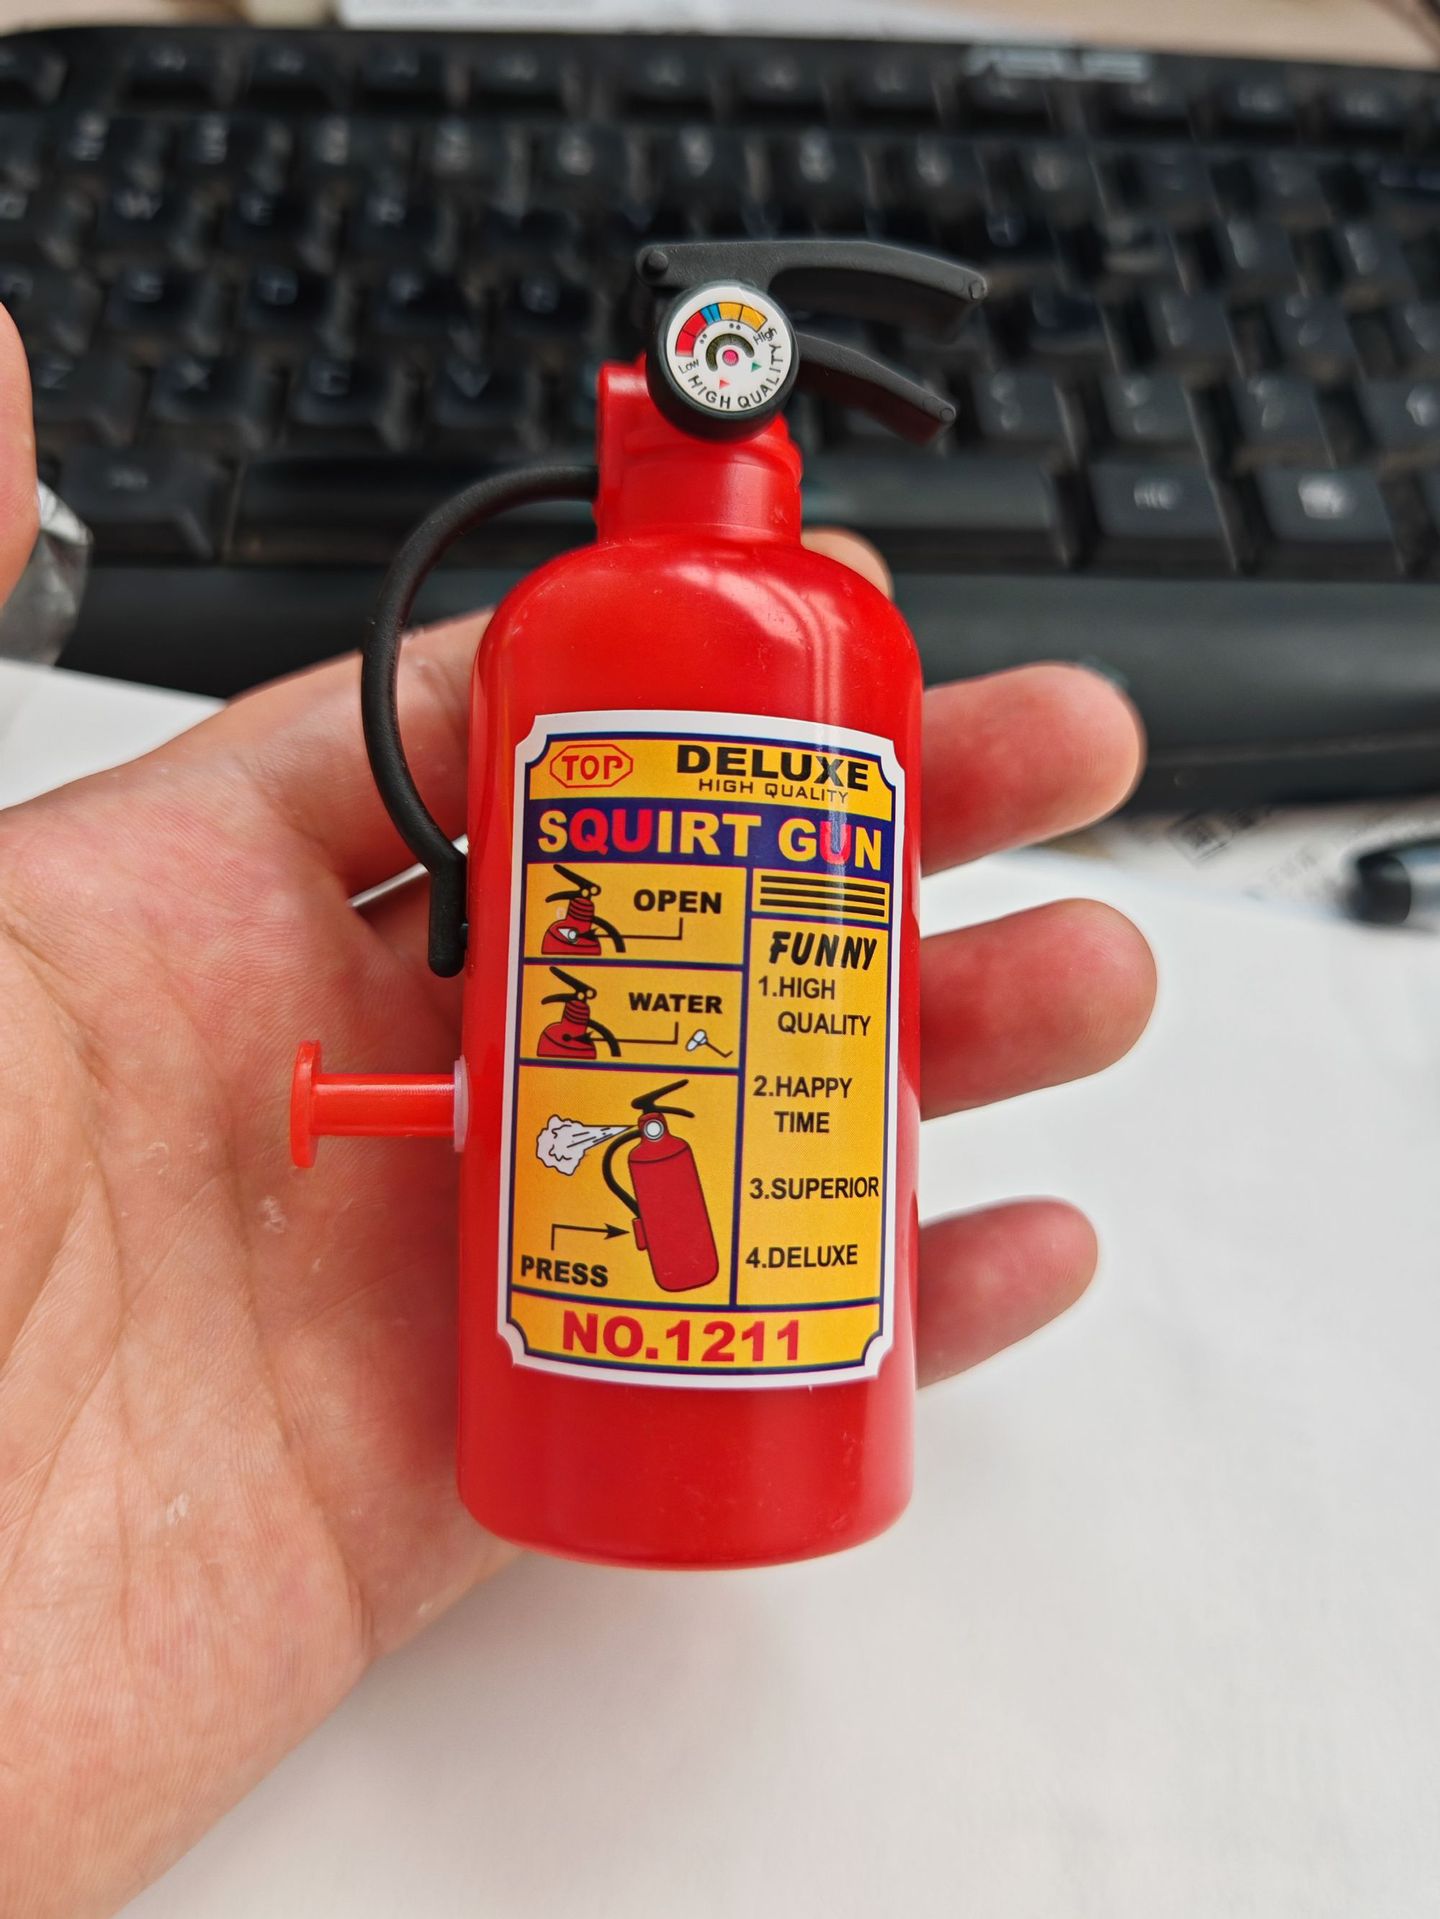 Low
High
HIGH QUALITY
TOP
DELUXE
HIGH QUALITY
SQUIRT GUN
OPEN
WATER
PRESS
FUNNY
1.HIGH
QUALITY
2.HAPPY
TIME
3.SUPERIOR
4.DELUXE
NO.1211